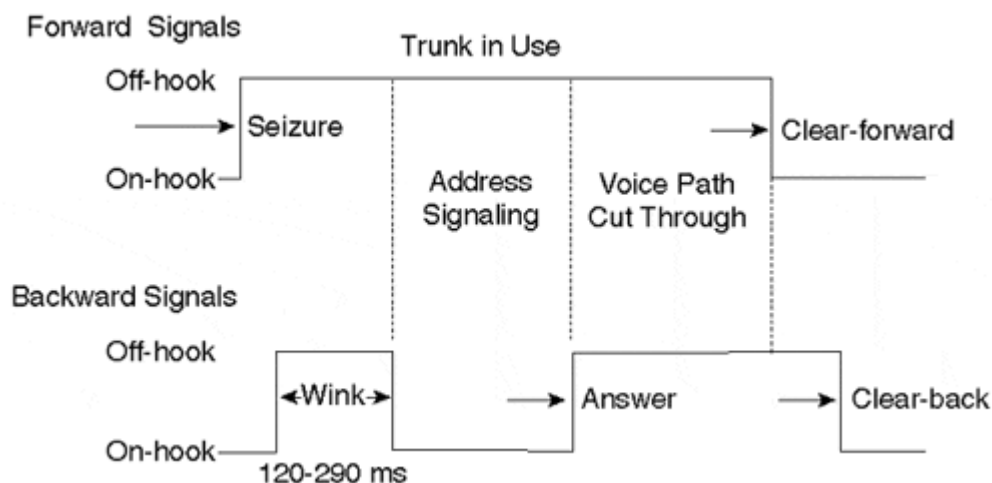 Forward Signals
Trunk in Use
Off-hook
Seizure
Clear-forward
On-hook
Address
Signaling
Voice Path
Cut Through
Backward Signals
Off-hook
Wink
Answer
Clear-back
On-hook
120-290 ms